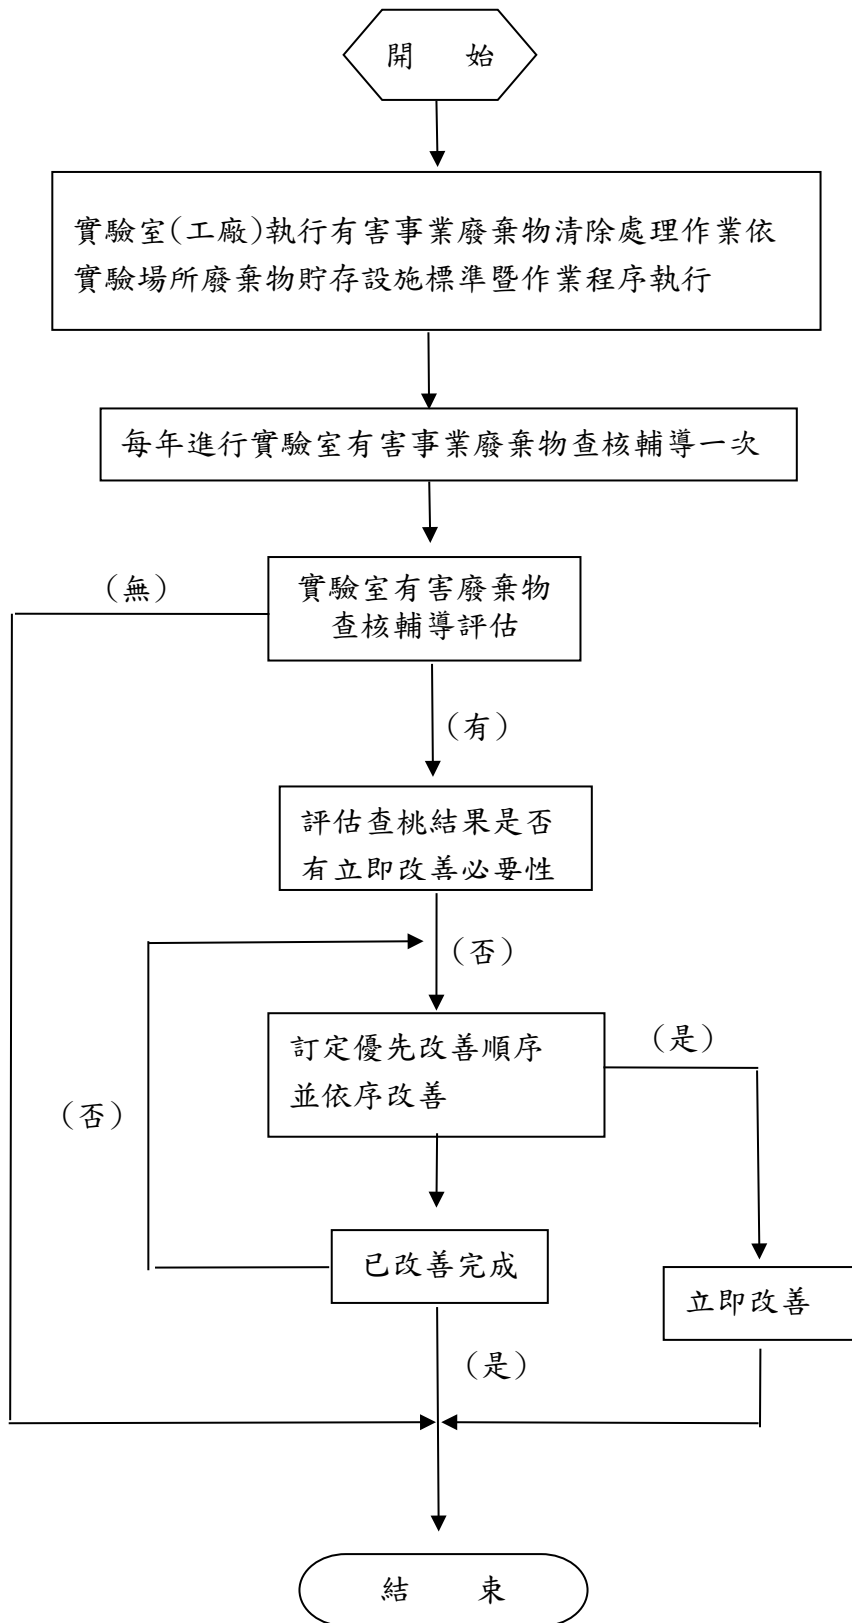 開 始
實驗室(工廠)執行有害事業廢棄物清除處理作業依
實驗場所廢棄物貯存設施標準暨作業程序執行
每年進行實驗室有害事業廢棄物查核輔導一次
(無)
實驗室有害廢棄物
查核輔導評估
(有)
評估查桃結果是否
有立即改善必要性
(否)
訂定優先改善順序
並依序改善
(是)
(否)
已改善完成
立即改善
(是)
結 束